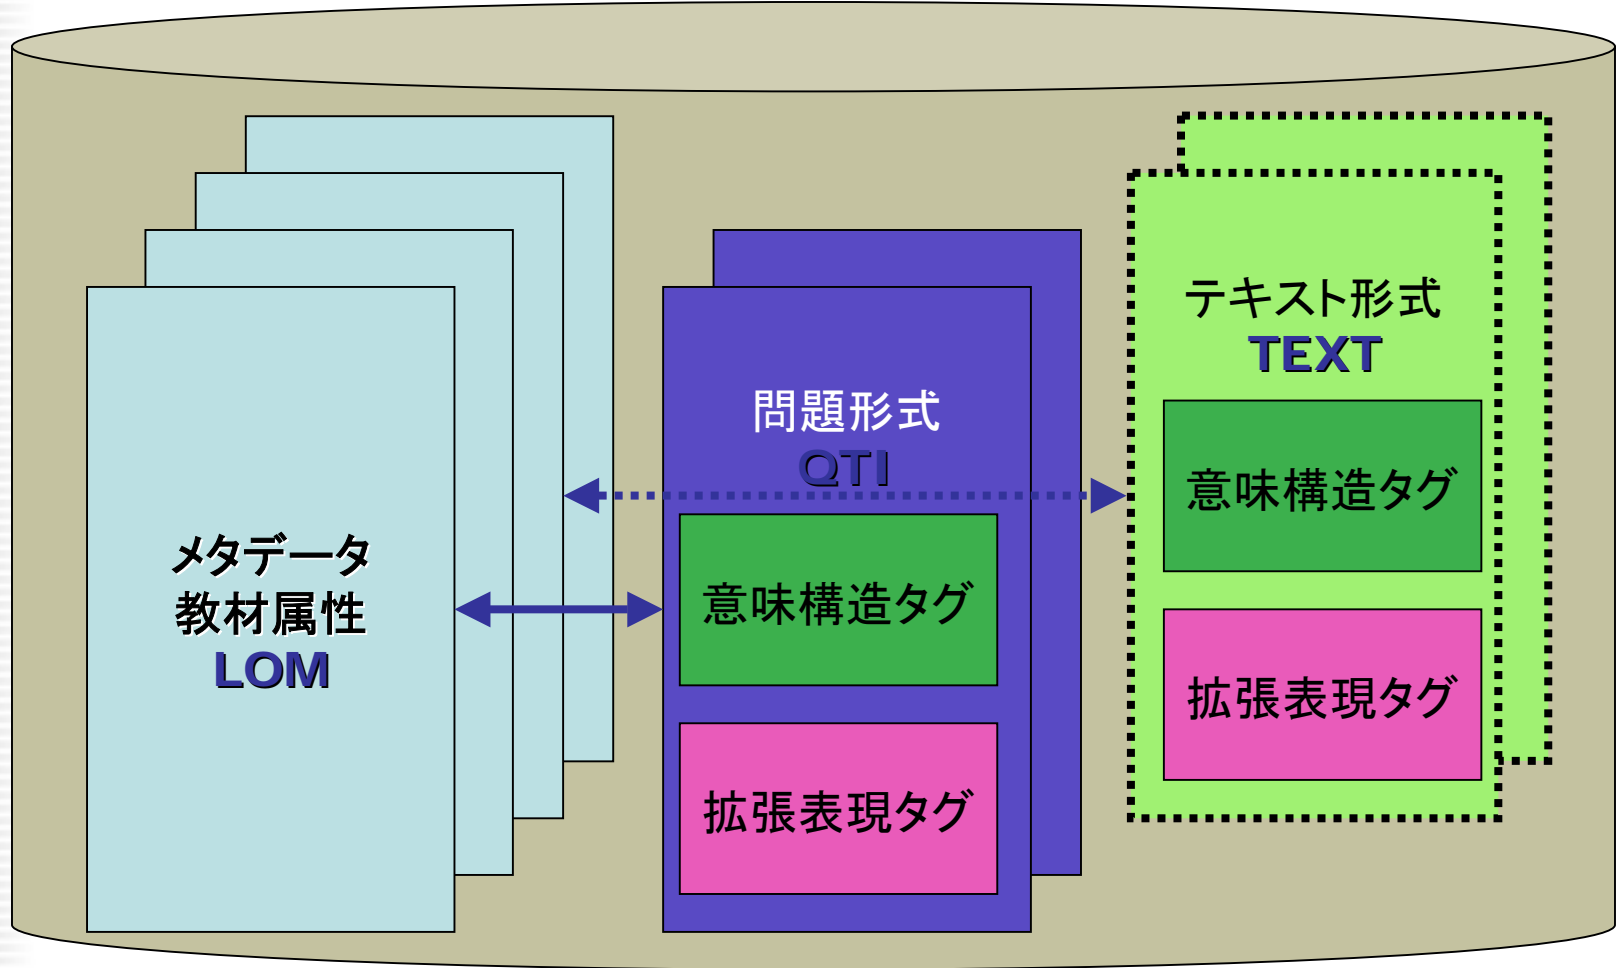 メタデータ
教材属性
LOM
問題形式
QTI
意味構造タグ
拡張表現タグ
テキスト形式
TEXT
意味構造タグ
拡張表現タグ